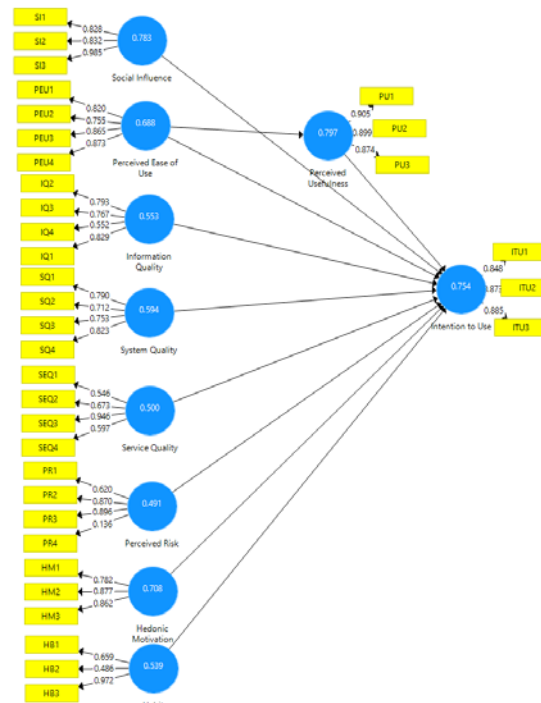 SI1
0.828
SI2
0.832
SI3
0.985
0.783
Social Influence
PEU1
0.820
PEU2
0.755
PEU3
0.865
PEU4
0.873
0.688
Perceived Ease of
Use
PU1
0.905
PU2
0.899
PU3
0.874
0.797
Perceived
Usefulness
IQ2
0.793
IQ3
0.767
IQ4
0.552
IQ1
0.829
0.553
Information
Quality
SQ1
0.790
SQ2
0.712
SQ3
0.753
SQ4
0.823
0.594
System Quality
ITU1
0.848
ITU2
0.873
ITU3
0.885
0.754
Intention to Use
SEQ1
0.546
SEQ2
0.673
SEQ3
0.946
SEQ4
0.597
0.500
Service Quality
PR1
0.620
PR2
0.870
PR3
0.896
PR4
0.136
0.491
Perceived Risk
HM1
0.782
HM2
0.877
HM3
0.862
0.708
Hedonic
Motivation
HB1
0.659
HB2
0.486
HB3
0.972
0.539